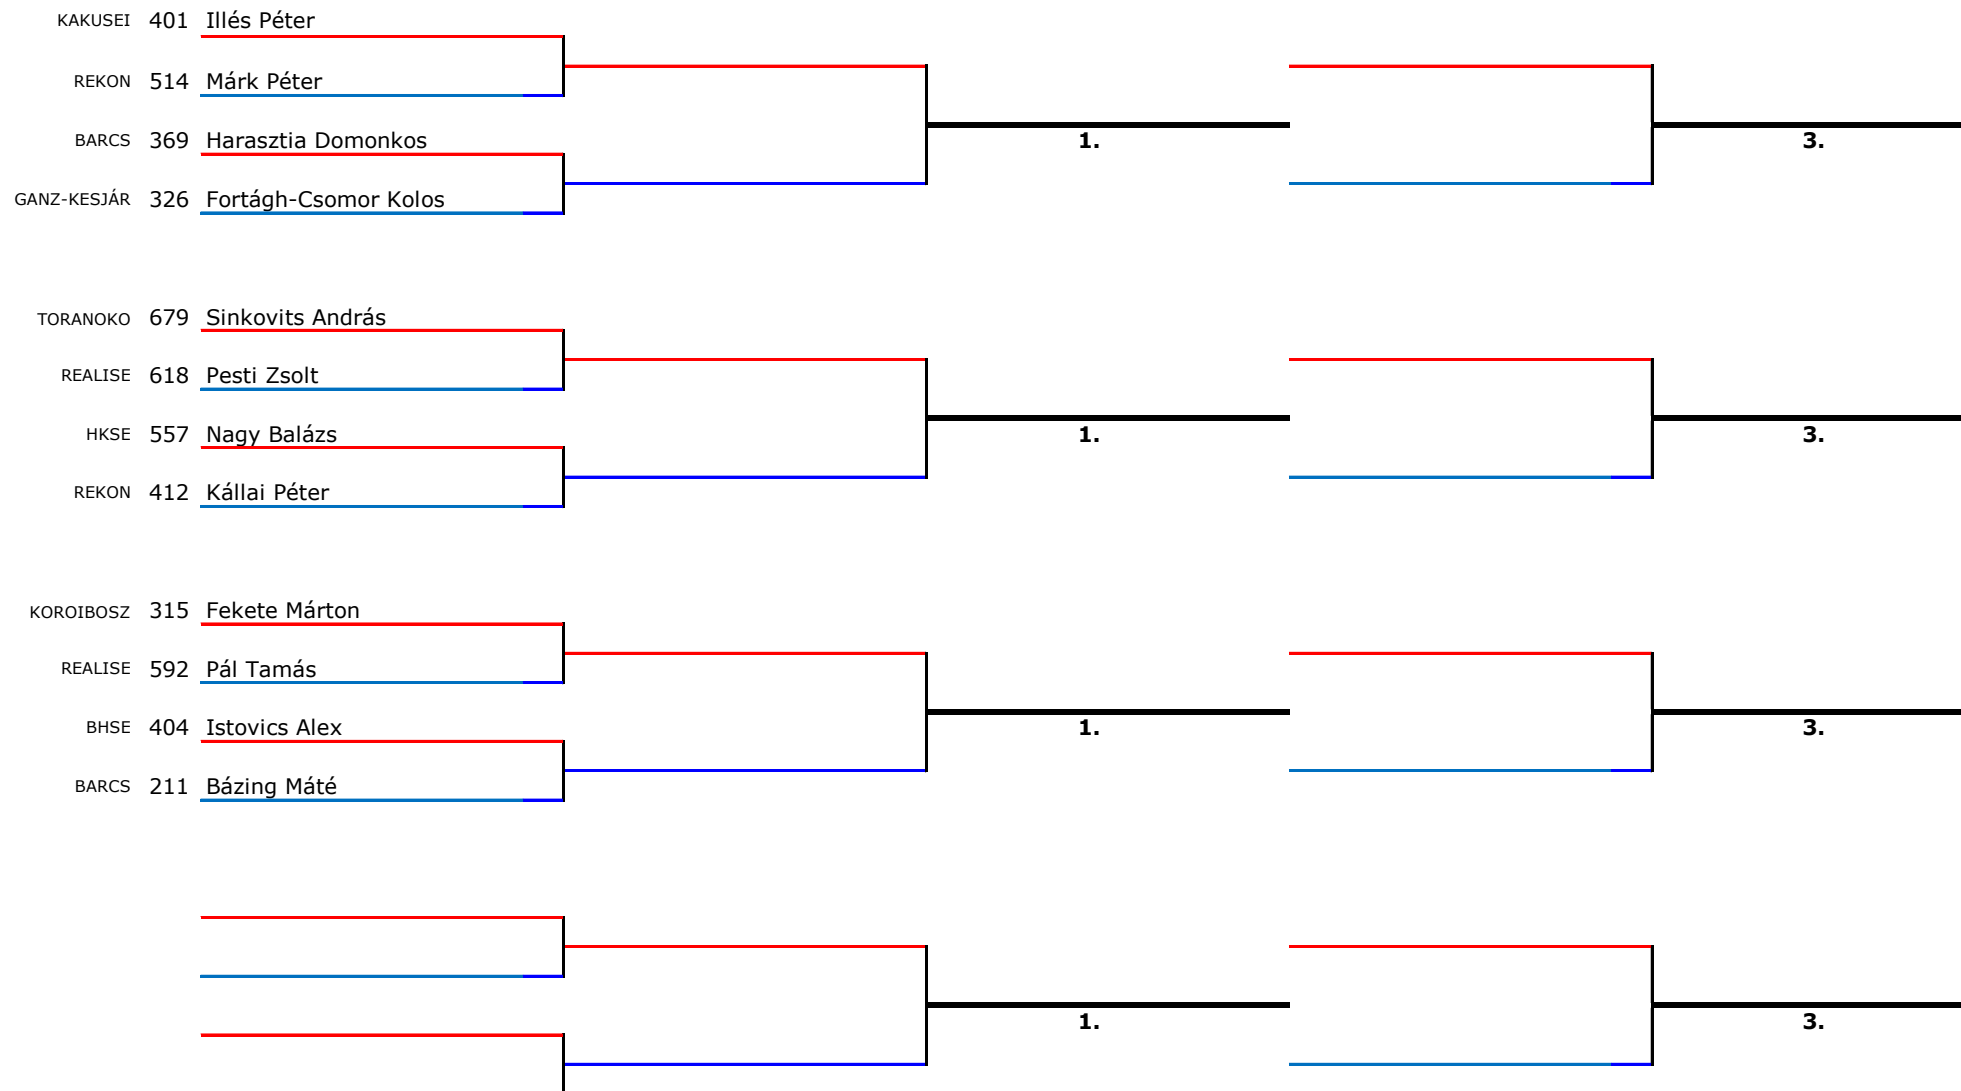 KAKUSEI 401 Illés Péter
REKON 514 Márk Péter
1. 3.
BARCS 369 Harasztia Domonkos
GANZ-KESJÁR 326 Fortágh-Csomor Kolos
TORANOKO 679 Sinkovits András
REALISE 618 Pesti Zsolt
HKSE 557 Nagy Balázs 1. 3.
REKON 412 Kállai Péter
KOROIBOSZ 315 Fekete Márton
REALISE 592 Pál Tamás
BHSE 404 Istovics Alex 1. 3.
BARCS 211 Bázing Máté
1. 3.